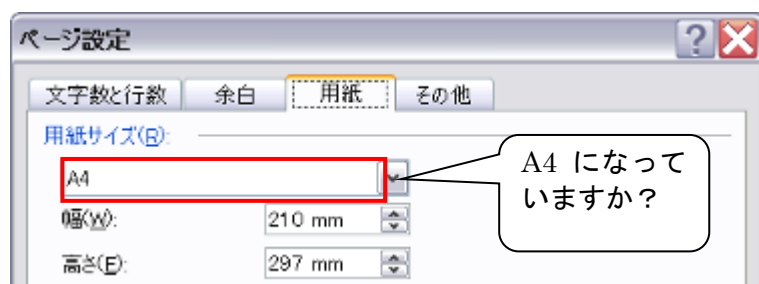 ページ設定
文字数と行数 余白 用紙 その他
用紙サイズ(R):
A4
A4 になって
いますか？
幅(W): 210 mm
高さ(E): 297 mm